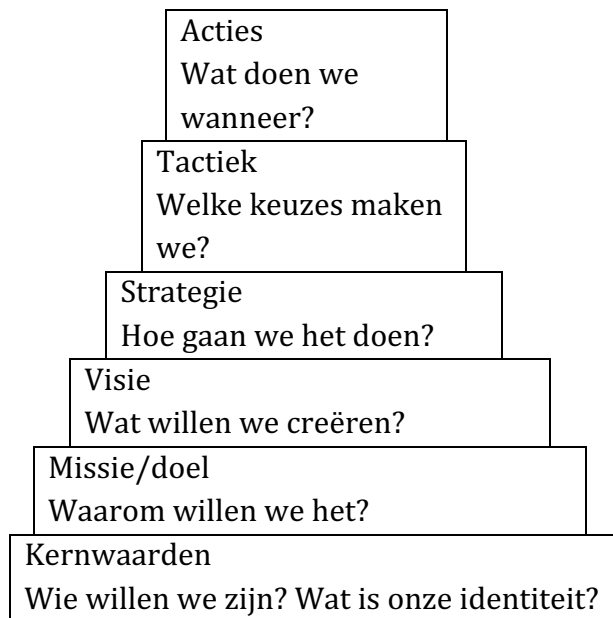 Acties
Wat doen we
wanneer?
Tactiek
Welke keuzes maken
we?
Strategie
Hoe gaan we het doen?
Visie
Wat willen we creëren?
Missie/doel
Waarom willen we het?
Kernwaarden
Wie willen we zijn? Wat is onze identiteit?